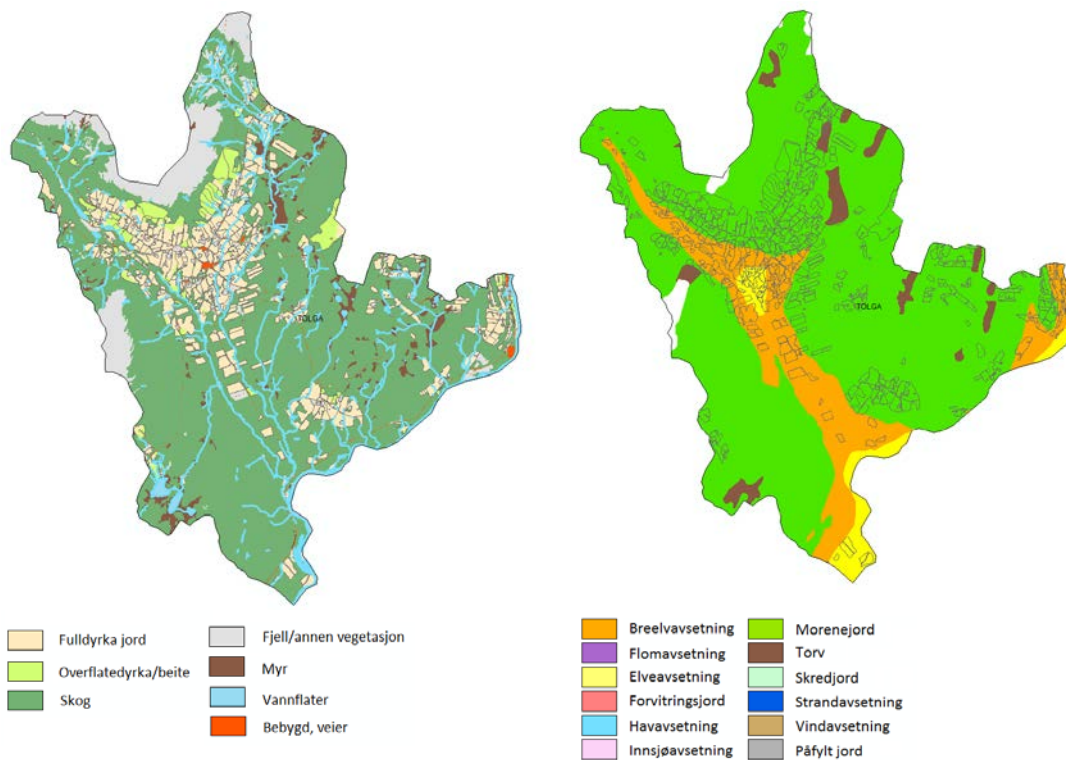 TOLGA
TOLGA
Fulldyrka jord
Overflatedyrka/beite
Skog
Fjell/annen vegetasjon
Myr
Vannflater
Bebygd, veier
Breelvavsetning
Flomavsetning
Elveavsetning
Forvitringsjord
Havavsetning
Innsjøavsetning
Morenejord
Torv
Skredjord
Strandavsetning
Vindavsetning
Påfylt jord